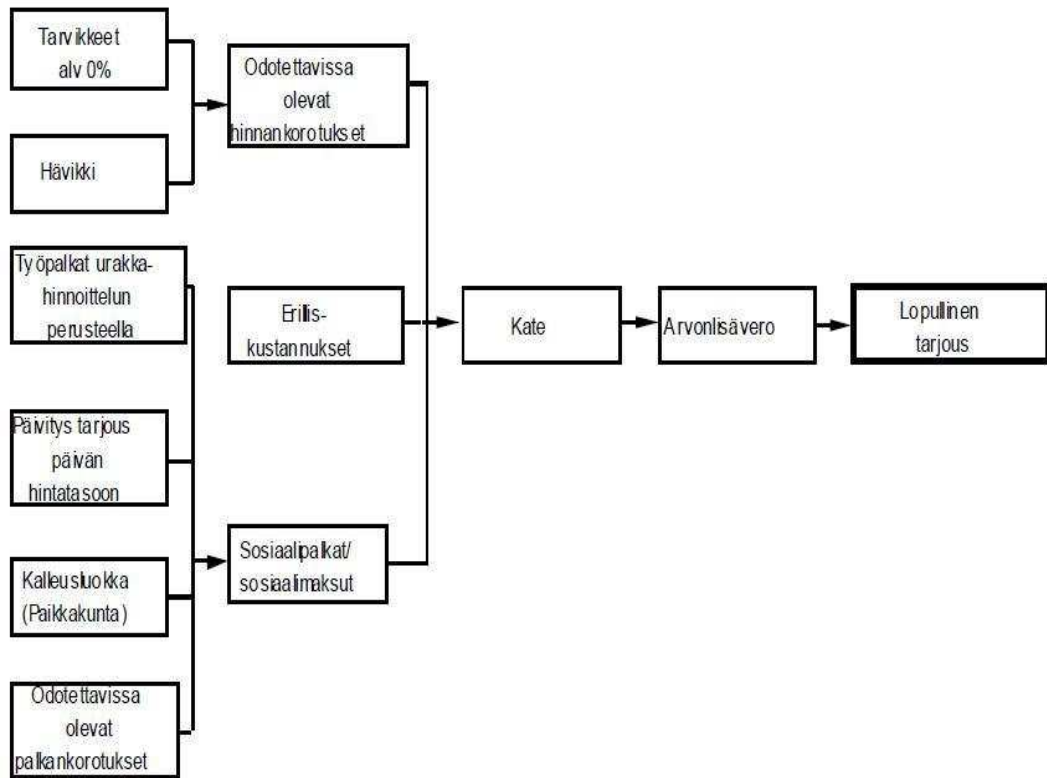 Tarvikkeet
alv 0%
Hävikki
Odotettavissa
olevat
hinnankorotukset
Työpalkat urakka-
hinnoittelun
perusteella
Päivitys tarjous
päivän
hintatasoon
Kalleusluokka
(Paikkakunta)
Odotettavissa
olevat
palkankorotukset
Erillis-
kustannukset
Sosiaalipalkat/
sosiaalimaksut
Kate
Arvonlisävero
Lopullinen
tarjous